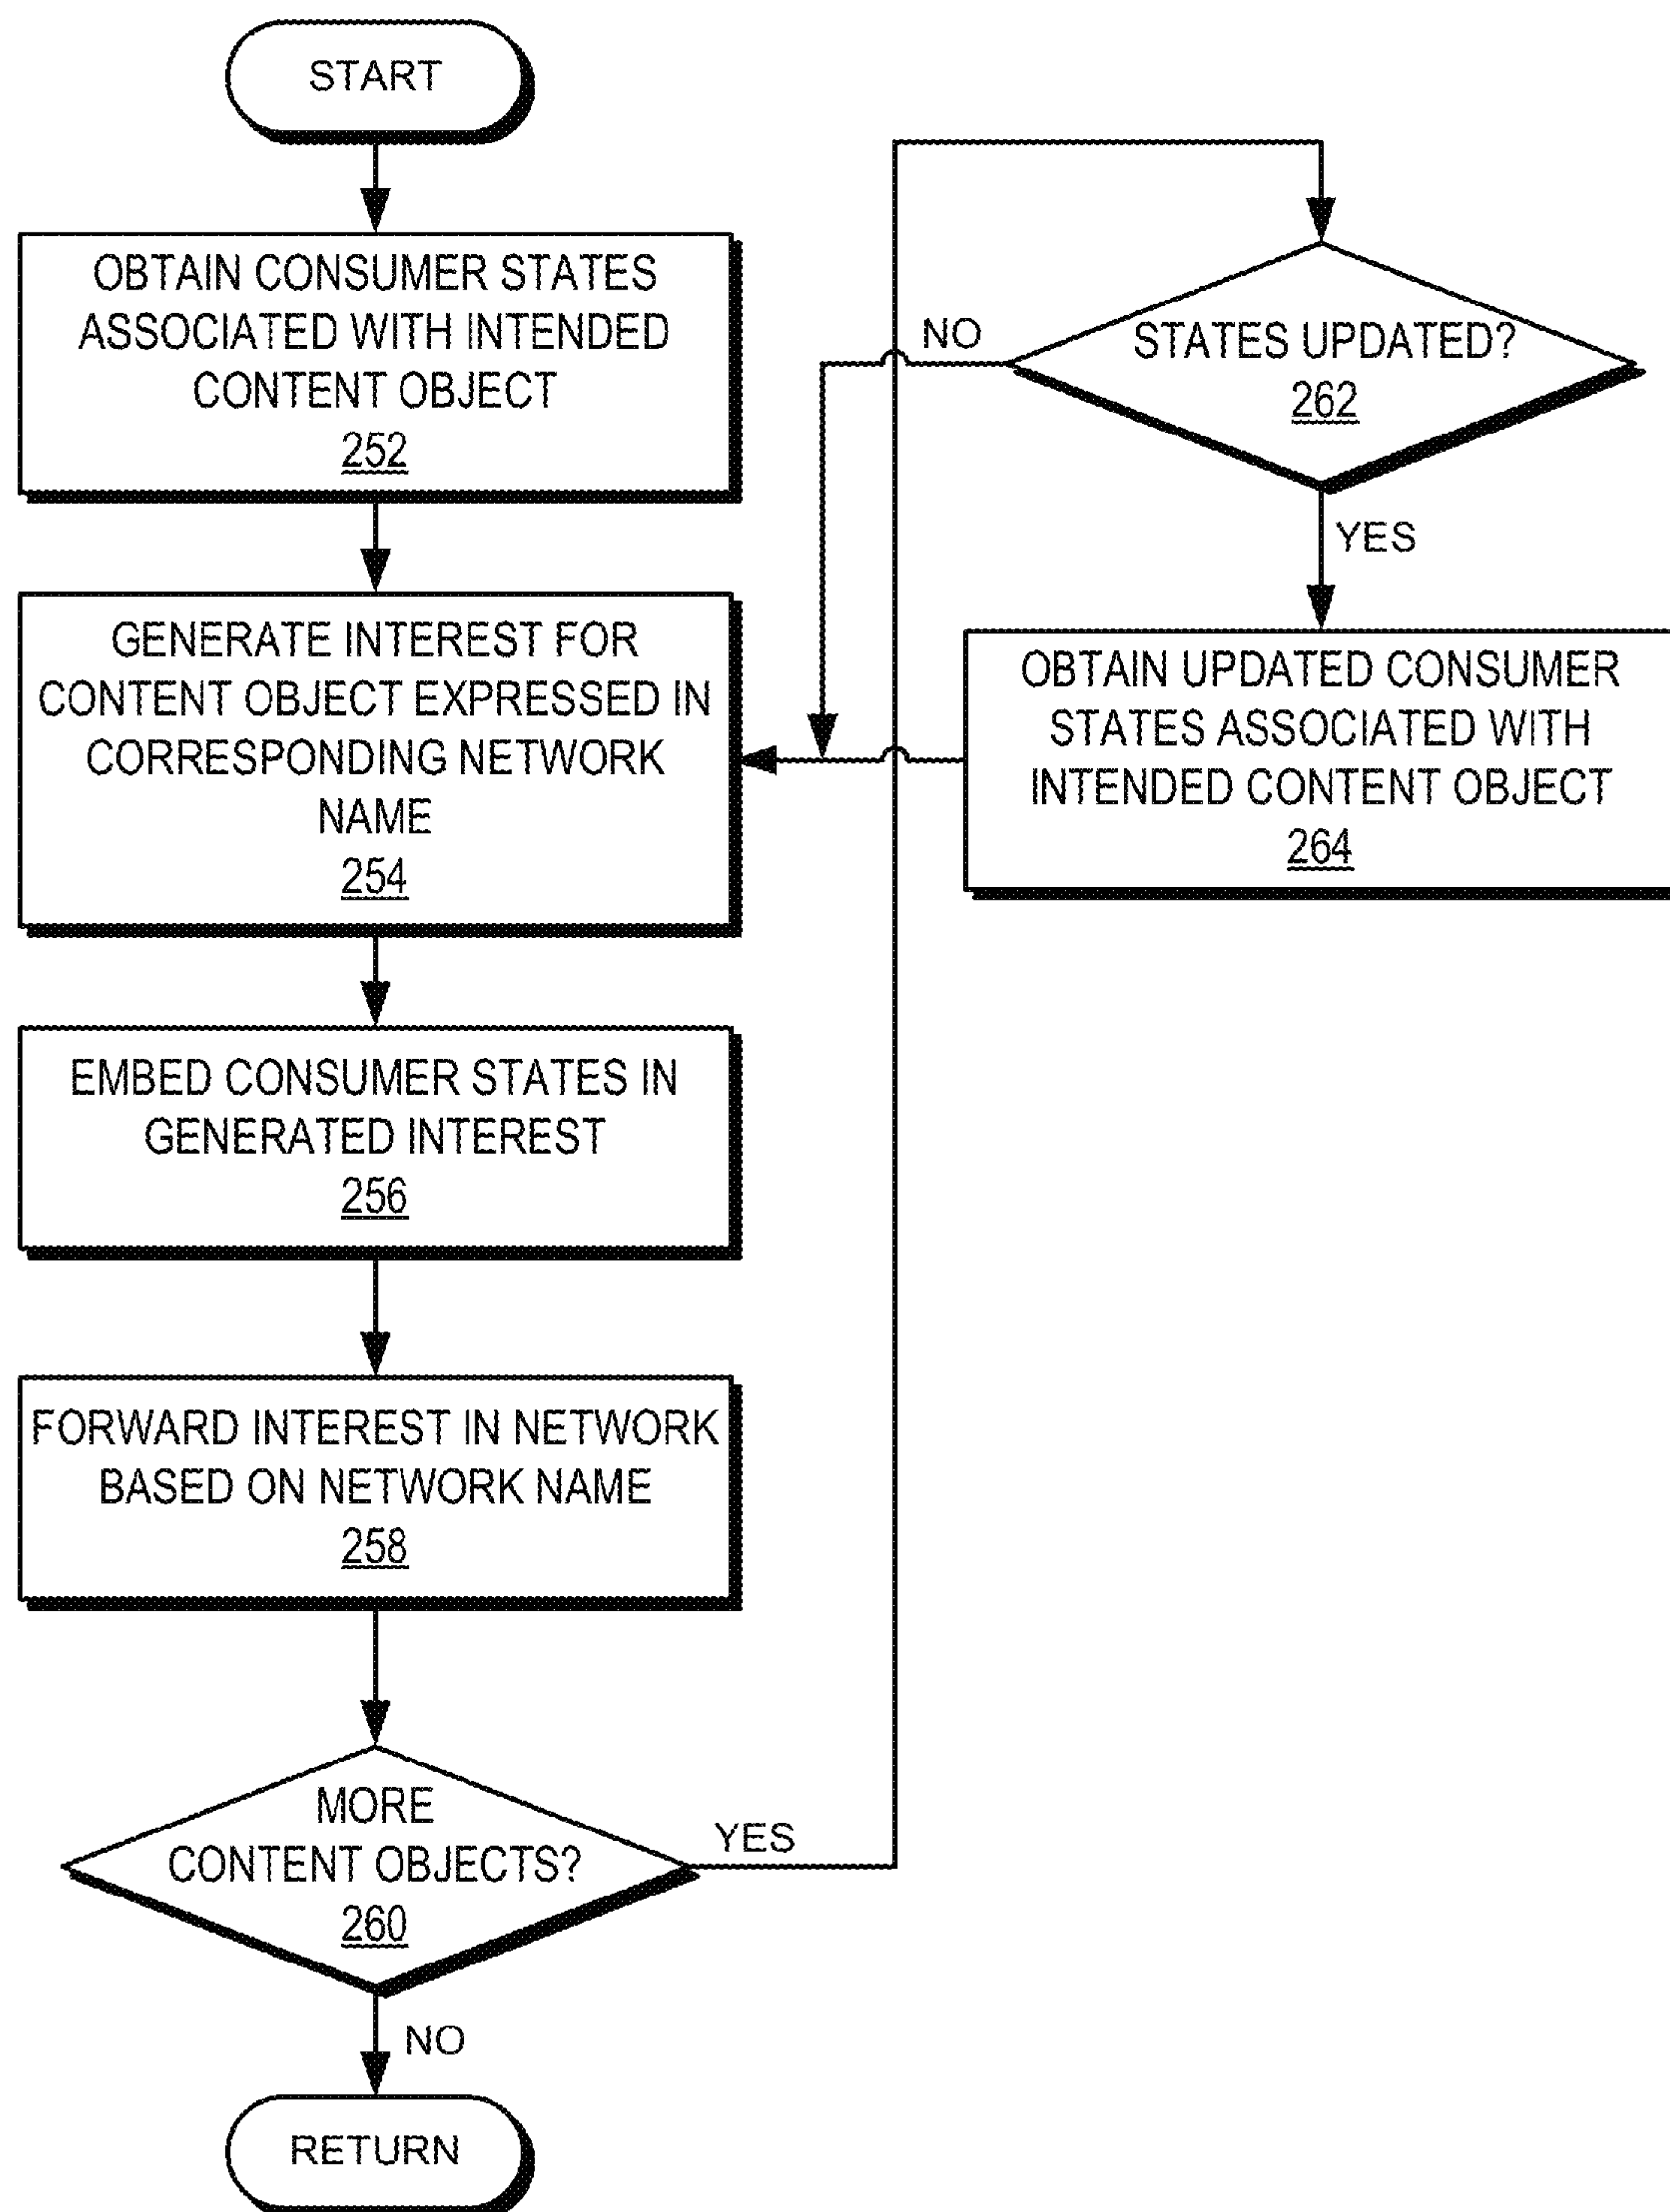 START
OBTAIN CONSUMER STATES
ASSOCIATED WITH INTENDED
CONTENT OBJECT
252
GENERATE INTEREST FOR
CONTENT OBJECT EXPRESSED IN
CORRESPONDING NETWORK
NAME
254
EMBED CONSUMER STATES IN
GENERATED INTEREST
256
FORWARD INTEREST IN NETWORK
BASED ON NETWORK NAME
258
MORE
CONTENT OBJECTS?
260
YES
NO
RETURN
STATES UPDATED?
262
NO
YES
OBTAIN UPDATED CONSUMER
STATES ASSOCIATED WITH
INTENDED CONTENT OBJECT
264